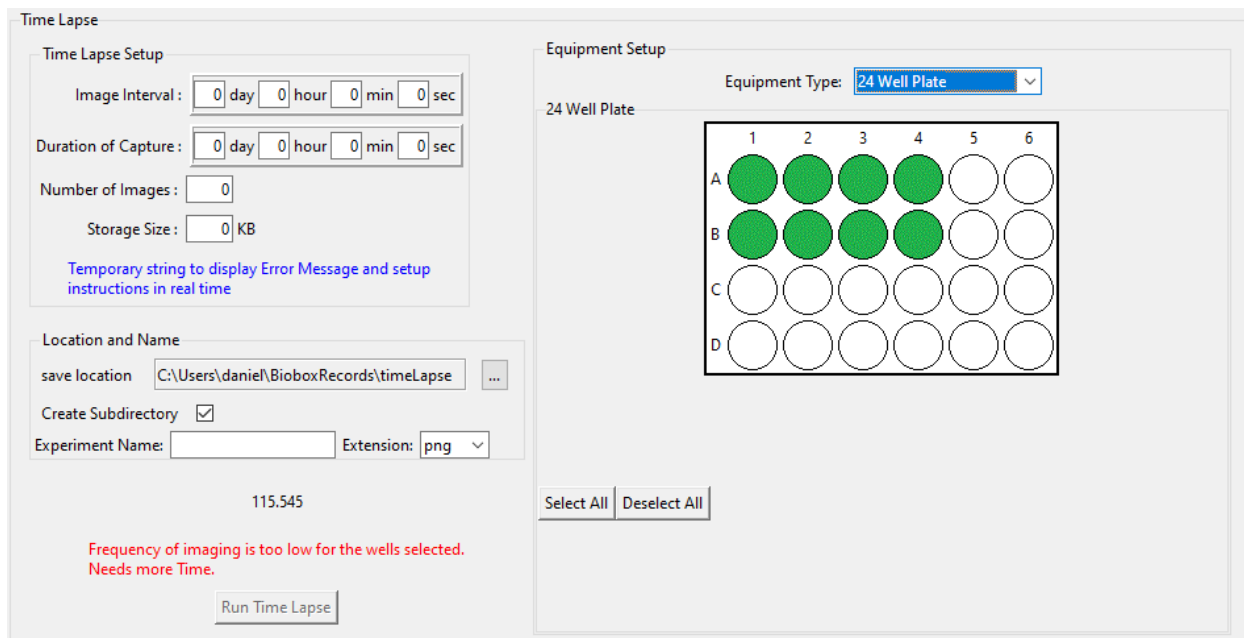 Time Lapse
Time Lapse Setup
Image Interval : 0 day 0 hour 0 min 0 sec
Duration of Capture : 0 day 0 hour 0 min 0 sec
Number of Images : 0
Storage Size : 0 KB
Temporary string to display Error Message and setup
instructions in real time
Location and Name
save location C:\Users\daniel\BioboxRecords\timeLapse ...
Create Subdirectory
Experiment Name: Extension: png
115.545
Frequency of imaging is too low for the wells selected.
Needs more Time.
Run Time Lapse
Equipment Setup
Equipment Type: 24 Well Plate
24 Well Plate
1 2 3 4 5 6
A
B
C
D
Select All Deselect All